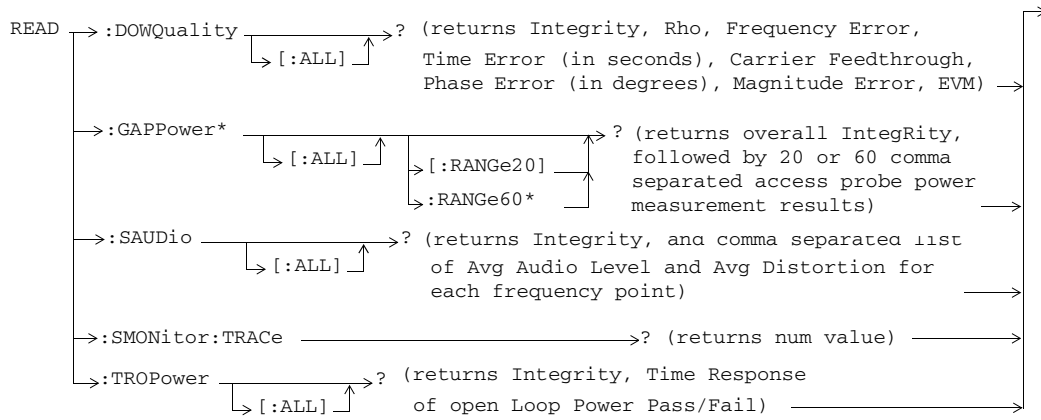 READ :DOWQuality [:ALL] ? (returns Integrity, Rho, Frequency Error,
Time Error (in seconds), Carrier Feedthrough,
Phase Error (in degrees), Magnitude Error, EVM)
:GAPPower* [:ALL] [:RANGe20] :RANGe60* ? (returns overall IntegRity,
followed by 20 or 60 comma
separated access probe power
measurement results)
:SAUDio [:ALL] ? (returns Integrity, and comma separated list
of Avg Audio Level and Avg Distortion for
each frequency point)
:SMONitor:TRACe ? (returns num value)
:TROPower [:ALL] ? (returns Integrity, Time Response
of open Loop Power Pass/Fail)